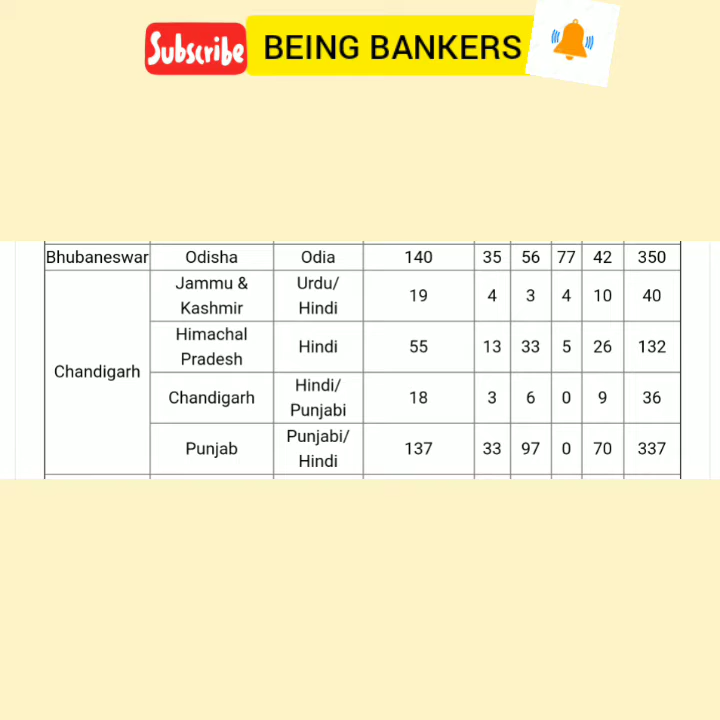 Subscribe BEING BANKERS
Bhubaneswar Odisha Odia 140 35 56 77 42 350
Chandigarh
Jammu & Kashmir Urdu/ Hindi 19 4 3 4 10 40
Himachal Pradesh Hindi 55 13 33 5 26 132
Chandigarh Hindi/ Punjabi 18 3 6 0 9 36
Punjab Punjabi/ Hindi 137 33 97 0 70 337